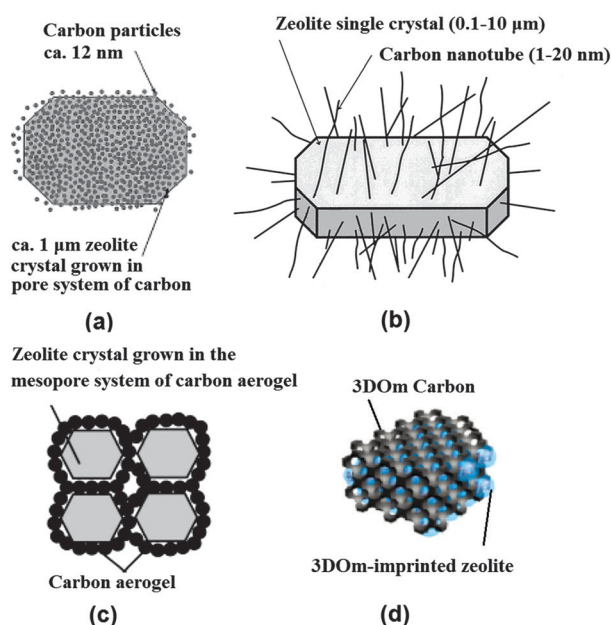 Carbon particles
ca. 12 nm
ca. 1 μm zeolite
crystal grown in
pore system of carbon
(a)
Zeolite single crystal (0.1-10 μm)
Carbon nanotube (1-20 nm)
(b)
Zeolite crystal grown in the
mesopore system of carbon aerogel
Carbon aerogel
(c)
3DOm Carbon
3DOm-imprinted zeolite
(d)